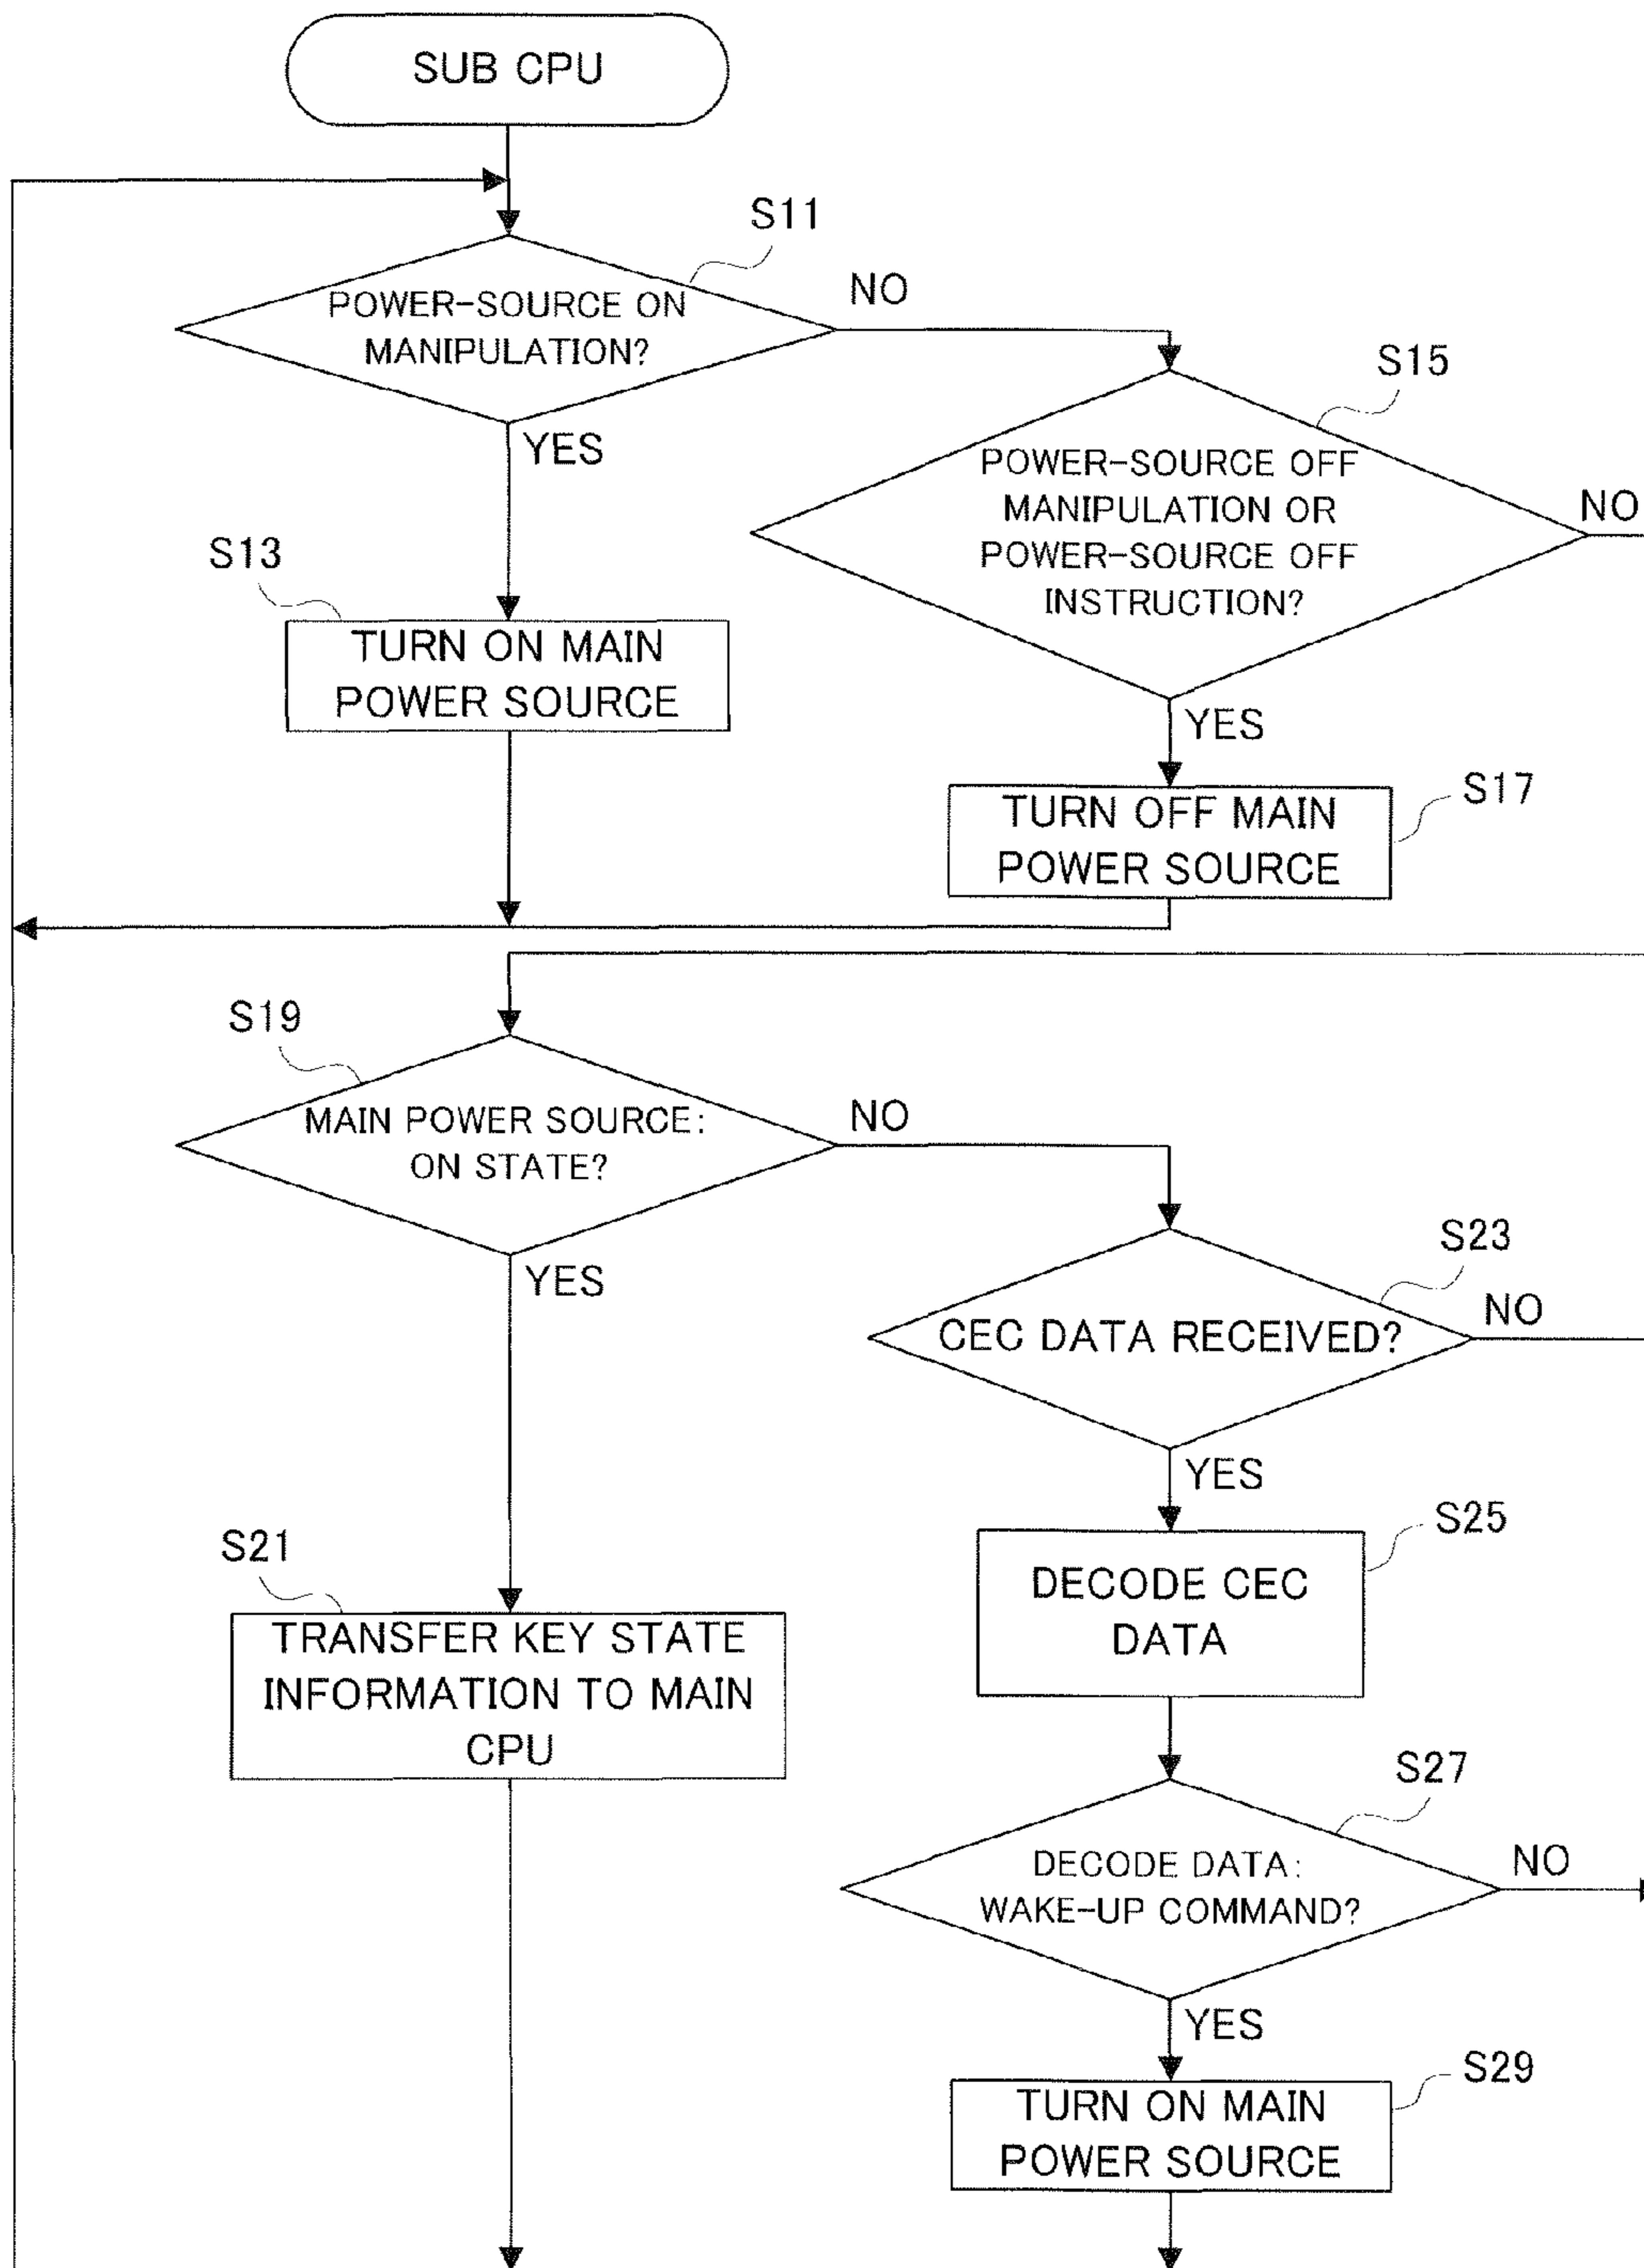 SUB CPU
S11
POWER-SOURCE ON
MANIPULATION?
NO
YES
S15
POWER-SOURCE OFF
MANIPULATION OR
POWER-SOURCE OFF
INSTRUCTION?
NO
YES
S13
TURN ON MAIN
POWER SOURCE
S17
TURN OFF MAIN
POWER SOURCE
S19
MAIN POWER SOURCE:
ON STATE?
NO
YES
S23
CEC DATA RECEIVED?
NO
YES
S21
TRANSFER KEY STATE
INFORMATION TO MAIN
CPU
S25
DECODE CEC
DATA
S27
DECODE DATA:
WAKE-UP COMMAND?
NO
YES
S29
TURN ON MAIN
POWER SOURCE